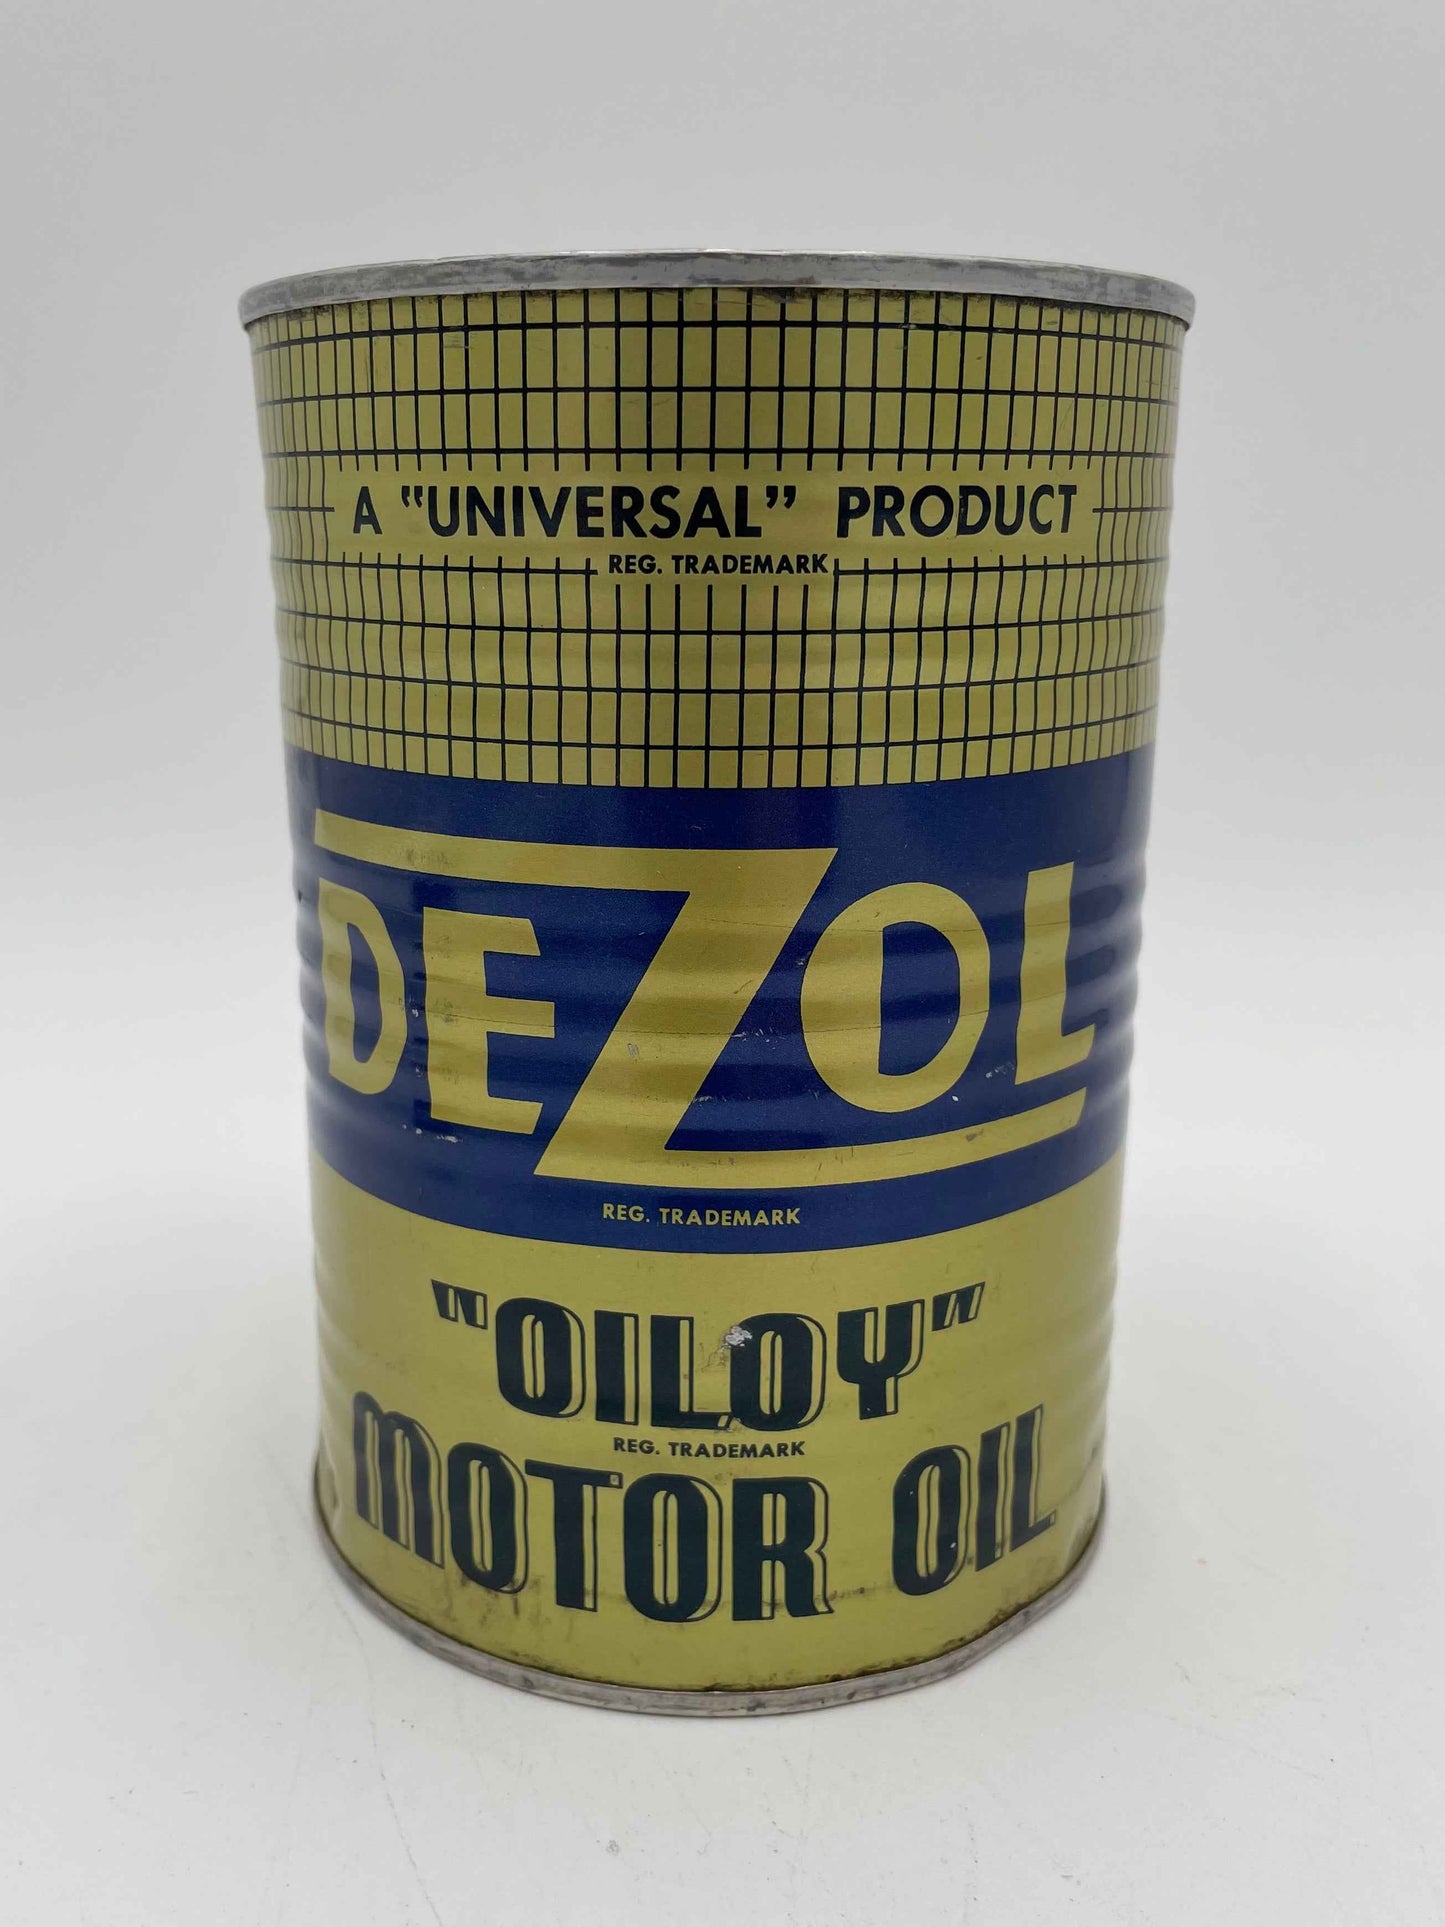 A "UNIVERSAL" PRODUCT
REG. TRADEMARK
DEZOL
REG. TRADEMARK
"OILOY"
REG. TRADEMARK
MOTOR OIL